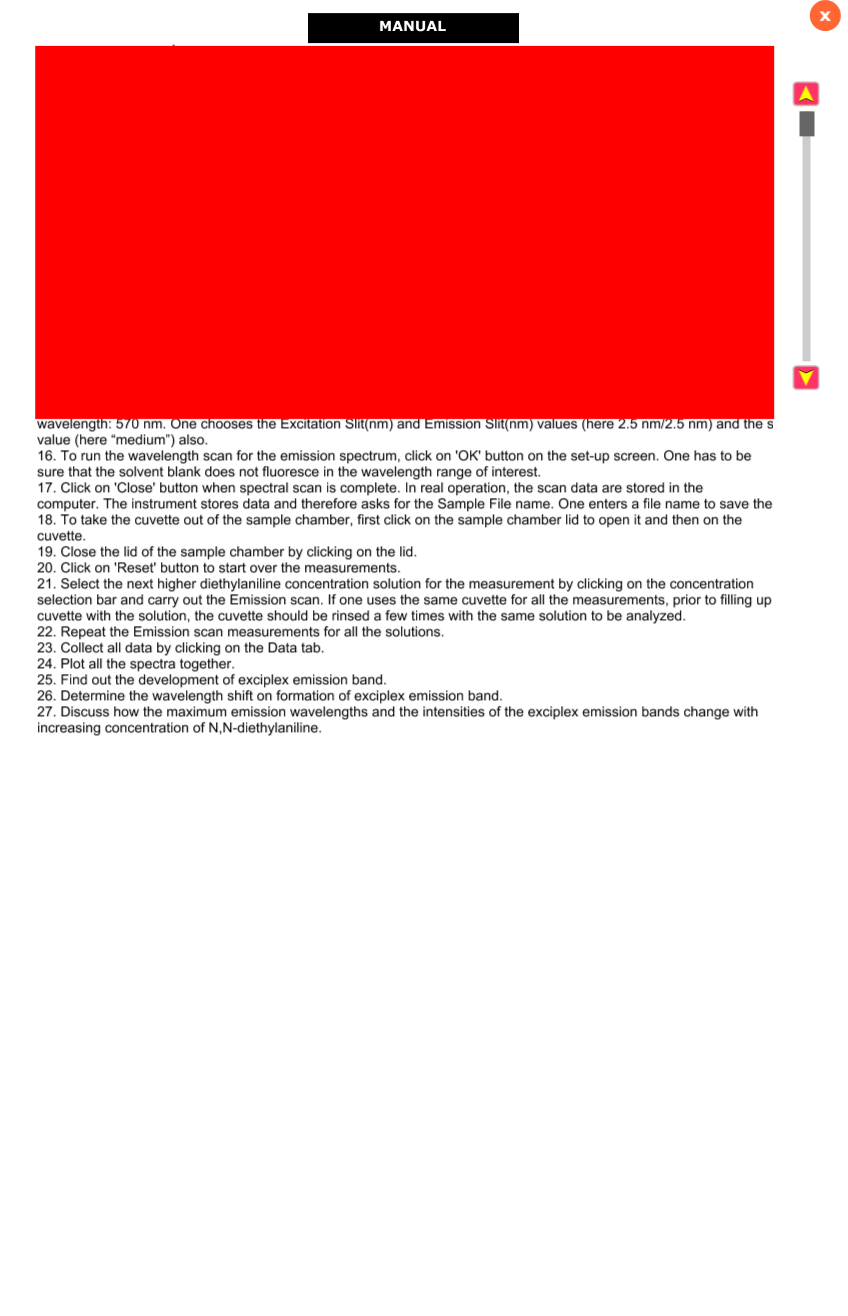 MANUAL
x
wavelength: 570 nm. One chooses the Excitation Slit(nm) and Emission Slit(nm) values (here 2.5 nm/2.5 nm) and the s
value (here “medium”) also.
16. To run the wavelength scan for the emission spectrum, click on 'OK' button on the set-up screen. One has to be
sure that the solvent blank does not fluoresce in the wavelength range of interest.
17. Click on 'Close' button when spectral scan is complete. In real operation, the scan data are stored in the
computer. The instrument stores data and therefore asks for the Sample File name. One enters a file name to save the
18. To take the cuvette out of the sample chamber, first click on the sample chamber lid to open it and then on the
cuvette.
19. Close the lid of the sample chamber by clicking on the lid.
20. Click on 'Reset' button to start over the measurements.
21. Select the next higher diethylaniline concentration solution for the measurement by clicking on the concentration
selection bar and carry out the Emission scan. If one uses the same cuvette for all the measurements, prior to filling up
cuvette with the solution, the cuvette should be rinsed a few times with the same solution to be analyzed.
22. Repeat the Emission scan measurements for all the solutions.
23. Collect all data by clicking on the Data tab.
24. Plot all the spectra together.
25. Find out the development of exciplex emission band.
26. Determine the wavelength shift on formation of exciplex emission band.
27. Discuss how the maximum emission wavelengths and the intensities of the exciplex emission bands change with
increasing concentration of N,N-diethylaniline.